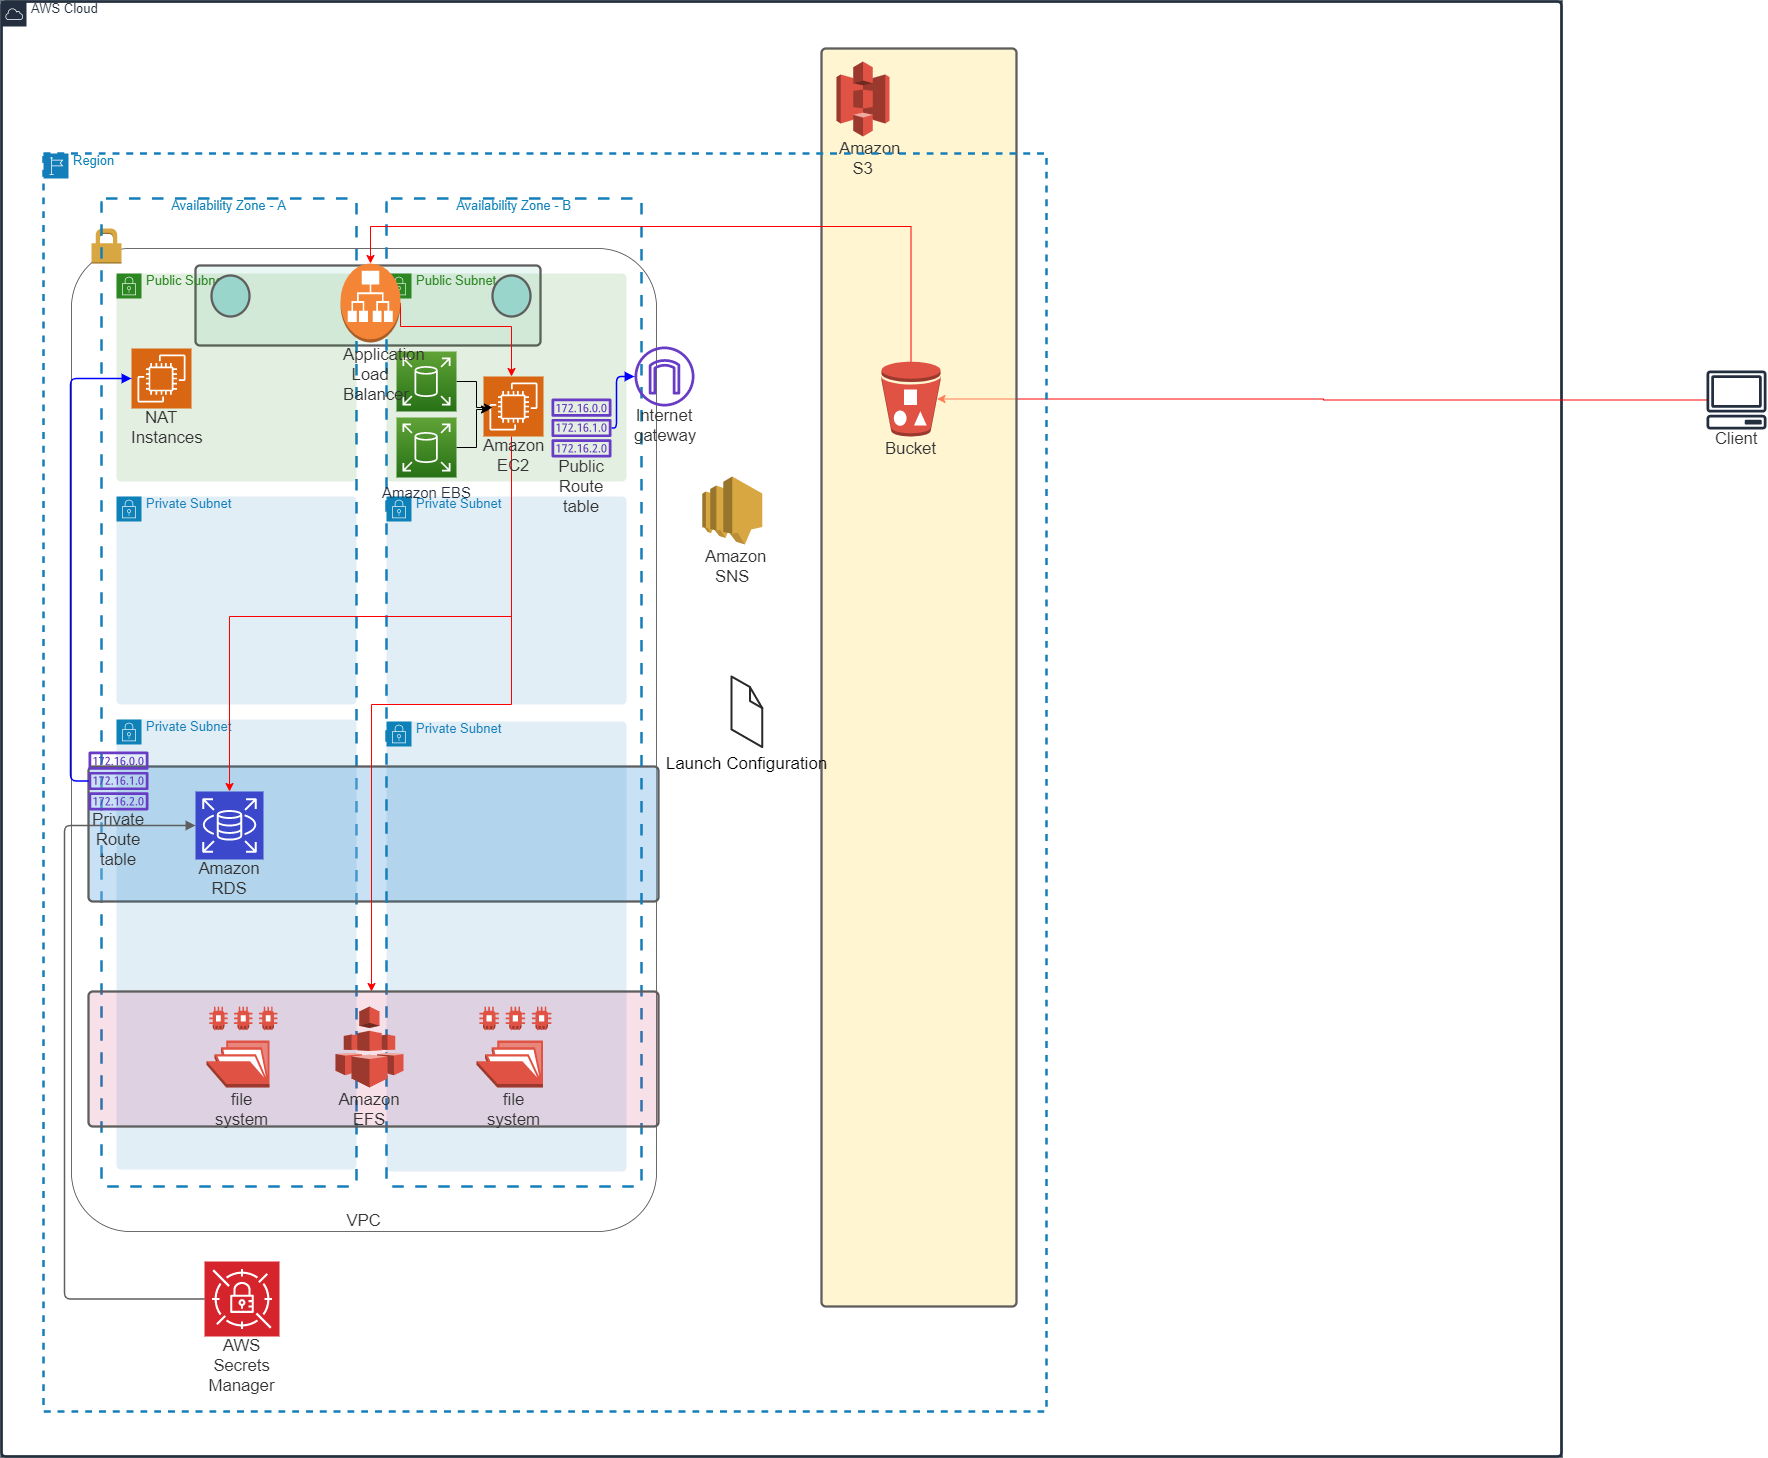 AWS Cloud
Amazon
S3
Region
Availability Zone - A
Availability Zone - B
Public Subn
Public Subnet
Application
Load
Balancer
NAT
Instances
Amazon
EC2
Amazon EBS
172.16.0.0
172.16.1.0
172.16.2.0
Public
Route
table
Internet
gateway
Bucket
Client
Private Subnet
Private Subnet
Amazon
SNS
Private Subnet
Private Subnet
Launch Configuration
172.16.0.0
172.16.1.0
172.16.2.0
Private
Route
table
Amazon
RDS
file
system
Amazon
EFS
file
system
VPC
AWS
Secrets
Manager